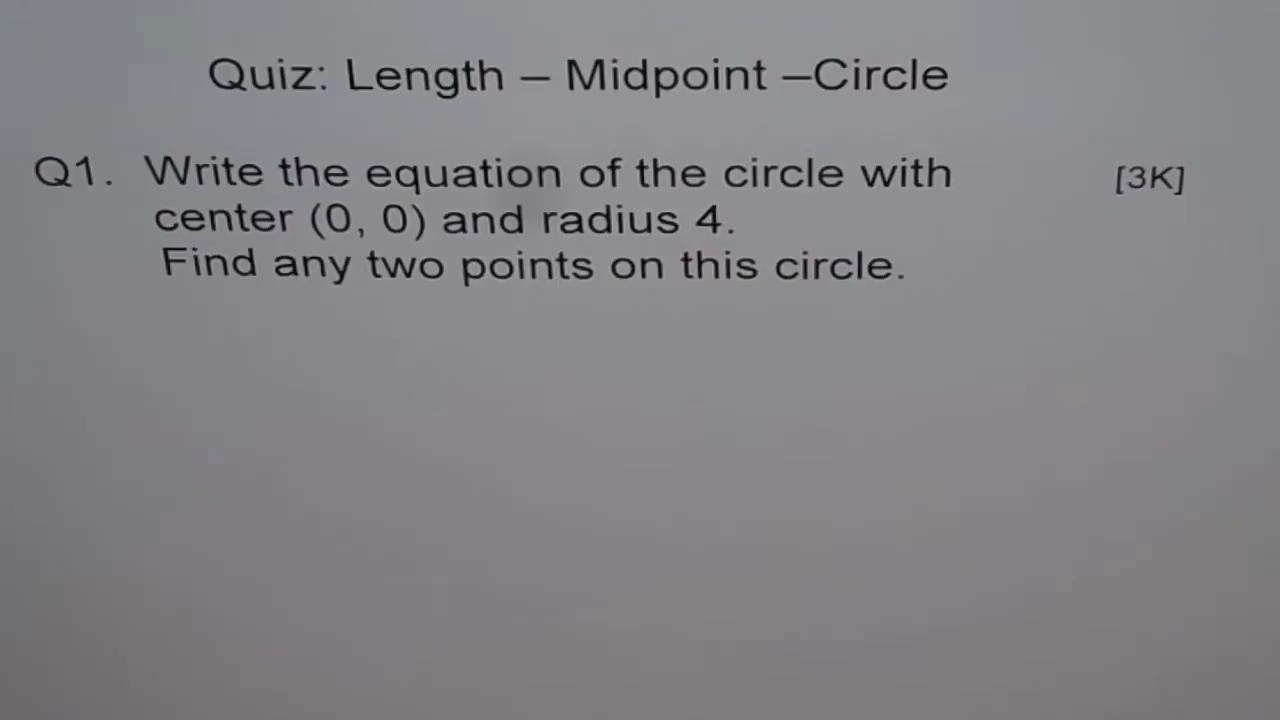 Quiz: Length – Midpoint –Circle
Q1. Write the equation of the circle with [3K]
center (0, 0) and radius 4.
Find any two points on this circle.